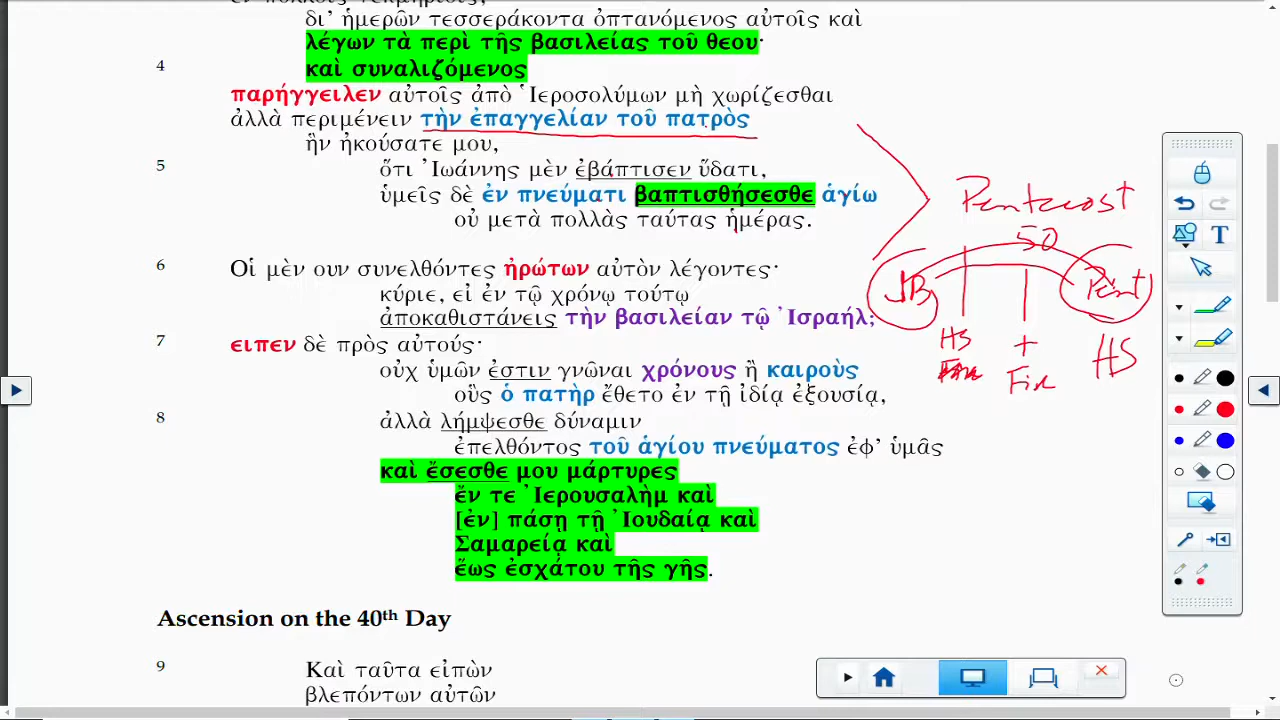 ἐν πολλοῖς τεκμηρίοις,
δι’ ἡμερῶν τεσσεράκοντα ὀπτανόμενος αὐτοῖς καὶ
λέγων τὰ περὶ τῆς βασιλείας τοῦ θεου·
4 καὶ συναλιζόμενος
παρήγγειλεν αὐτοῖς ἀπὸ Ἱεροσολύμων μὴ χωρίζεσθαι
ἀλλὰ περιμένειν τὴν ἐπαγγελίαν τοῦ πατρὸς
ἣν ἠκούσατε μου,
5 ὅτι Ἰωάννης μὲν ἐβάπτισεν ὕδατι,
ὑμεῖς δὲ ἐν πνεύματι βαπτισθήσεσθε ἁγίω
οὐ μετὰ πολλὰς ταύτας ἡμέρας.
Pentecost
50
JB Pent
HS + HS
Fire
6 Οἱ μὲν ουν συνελθόντες ἠρώτων αὐτὸν λέγοντες·
κύριε, εἰ ἐν τῷ χρόνῳ τούτῳ
ἀποκαθιστάνεις τὴν βασιλείαν τῷ Ἰσραήλ;
7 ειπεν δὲ πρὸς αὐτούς·
οὐχ ὑμῶν ἐστιν γνῶναι χρόνους ἢ καιροὺς
οὓς ὁ πατὴρ ἔθετο ἐν τῇ ἰδίᾳ ἐξουσίᾳ,
8 ἀλλὰ λήμψεσθε δύναμιν
ἐπελθόντος τοῦ ἁγίου πνεύματος ἐφ’ ὑμᾶς
καὶ ἔσεσθε μου μάρτυρες
ἔν τε Ἰερουσαλὴμ καὶ
[ἐν] πάσῃ τῇ Ἰουδαίᾳ καὶ
Σαμαρείᾳ καὶ
ἕως ἐσχάτου τῆς γῆς.
Ascension on the 40th Day
9 Καὶ ταῦτα εἰπὼν
βλεπόντων αὐτῶν
T